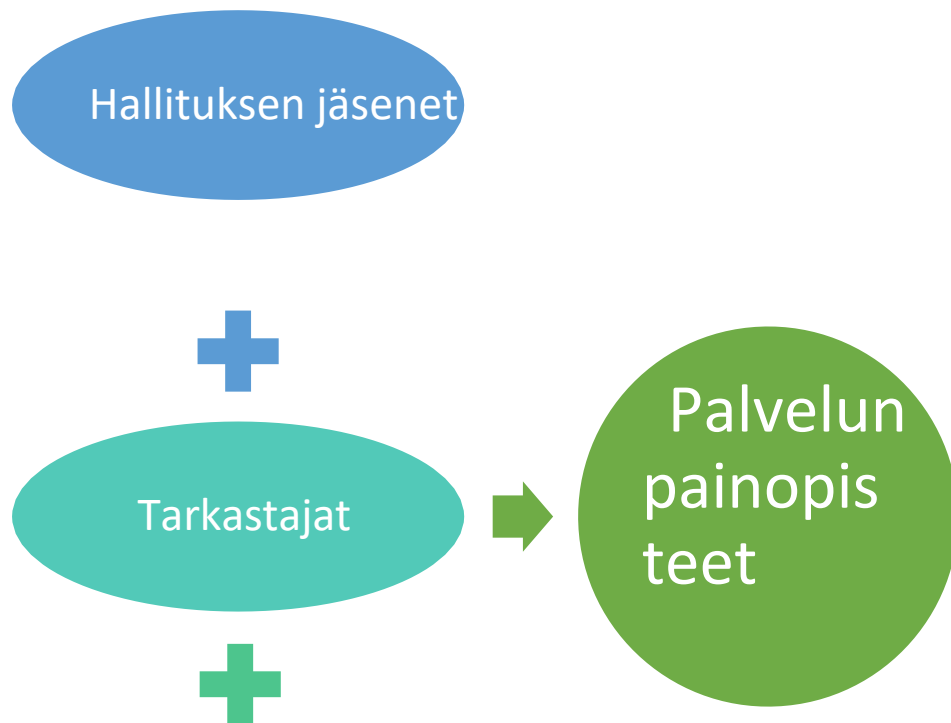 Hallituksen jäsenet
Tarkastajat
Palvelun
painopis
teet